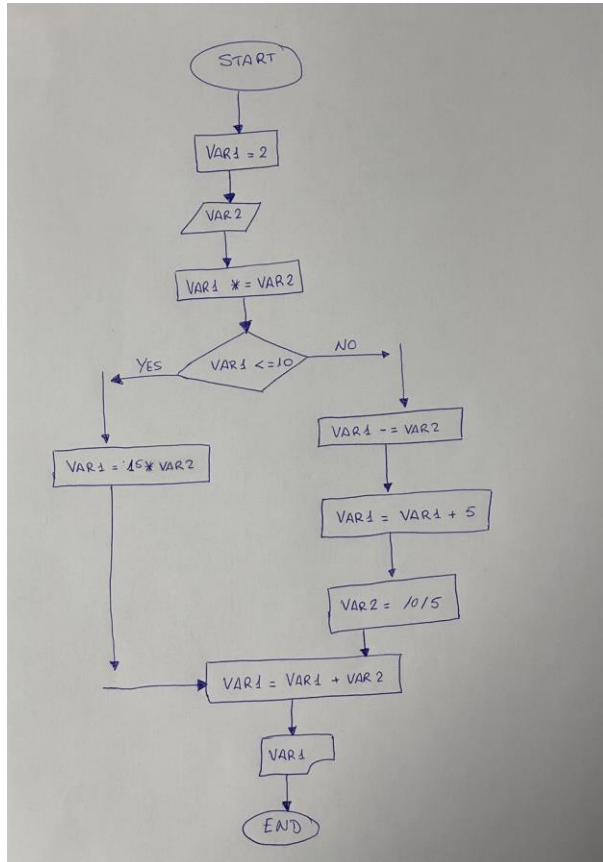 START
VAR1 = 2
VAR2
VAR1 *= VAR2
VAR1 <=10
YES
NO
VAR1 = 15* VAR2
VAR1 -= VAR2
VAR1 = VAR1 + 5
VAR2 = 10/5
VAR1 = VAR1 + VAR2
VAR1
END